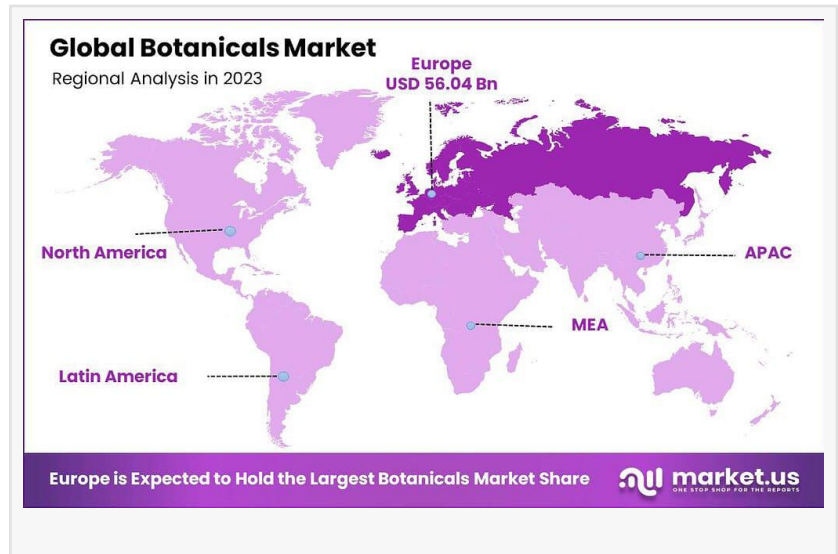 Global Botanicals Market
Regional Analysis in 2023
Europe
USD 56.04 Bn
North America
APAC
MEA
Latin America
Europe is Expected to Hold the Largest Botanicals Market Share
market.us
ONE STOP SHOP FOR THE REPORTS